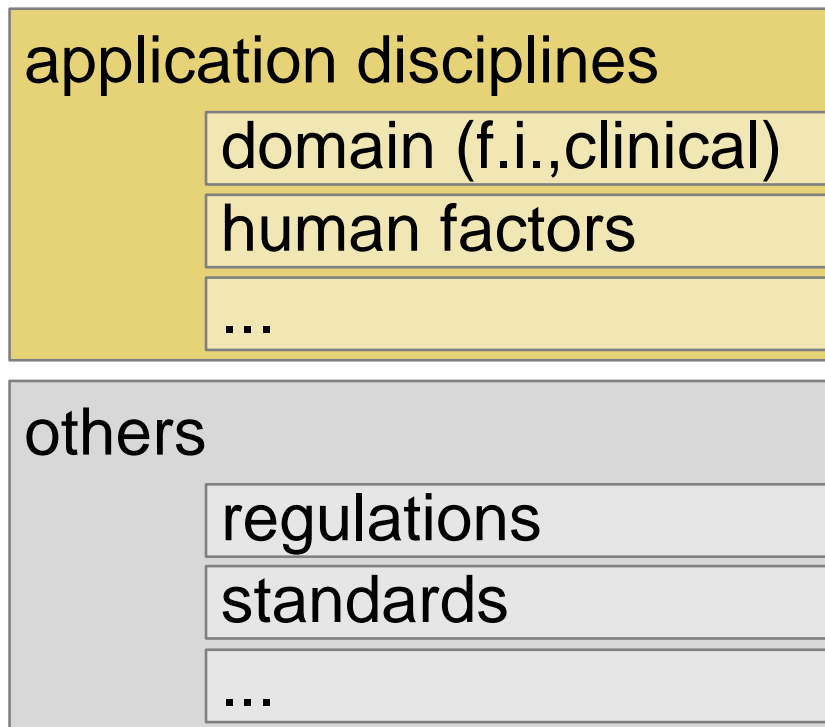 application disciplines
domain (f.i.,clinical)
human factors
...
others
regulations
standards
...